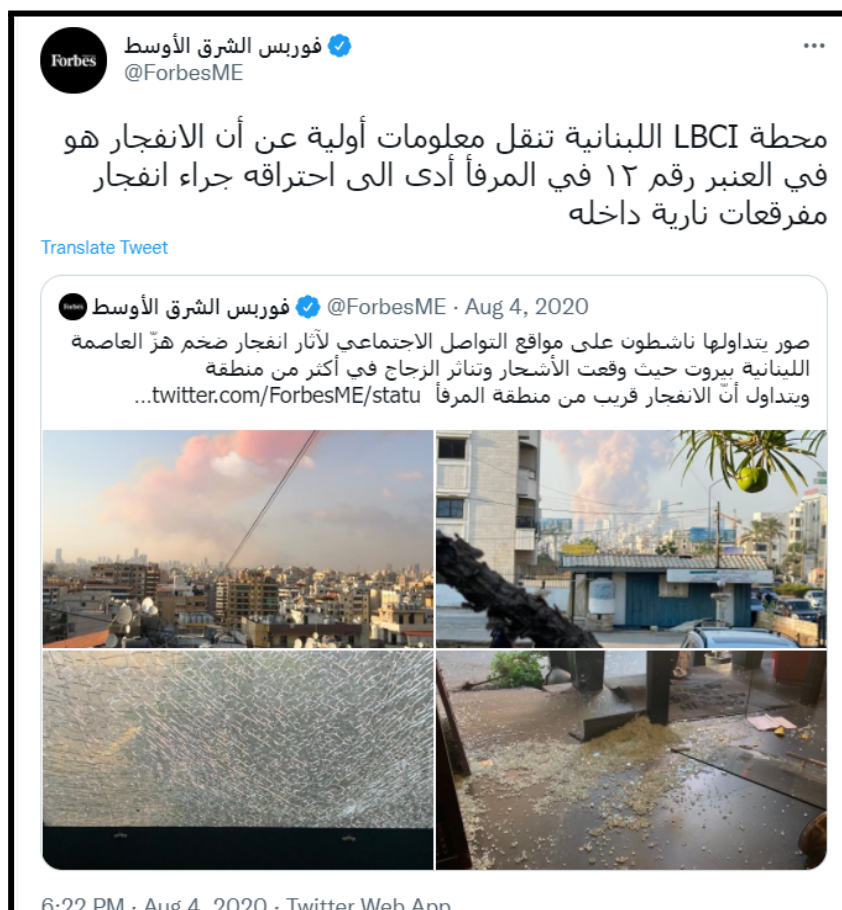 Forbes
فوربس الشرق الأوسط
@ForbesME
محطة LBCI اللبنانية تنقل معلومات أولية عن أن الانفجار هو
في العنبر رقم ١٢ في المرفأ أدى الى احتراقه جراء انفجار
مفرقعات نارية داخله
Translate Tweet
فوربس الشرق الأوسط @ForbesME · Aug 4, 2020
صور يتداولها ناشطون على مواقع التواصل الاجتماعي لآثار انفجار ضخم هزّ العاصمة
اللينانية بيروت حيث وقعت الأشحار وتناثر الزجاج في أكثر من منطقة
ويتداول أنّ الانفجار قريب من منطقة المرفأ twitter.com/ForbesME/statu…
6:22 PM · Aug 4, 2020 · Twitter Web App